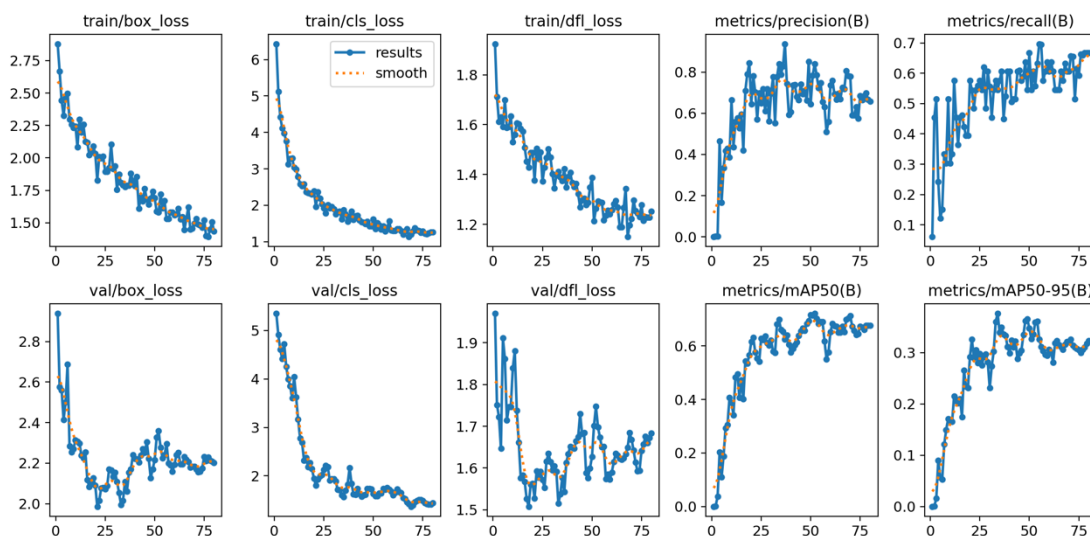 train/box_loss
train/cls_loss
train/dfl_loss
metrics/precision(B)
metrics/recall(B)
2.75
2.50
2.25
2.00
1.75
1.50
0 25 50 75
6
5
4
3
2
1
0 25 50 75
results
smooth
1.9
1.8
1.6
1.4
1.2
0 25 50 75
0.8
0.6
0.4
0.2
0.0
0 25 50 75
0.7
0.6
0.5
0.4
0.3
0.2
0.1
0 25 50 75
val/box_loss
val/cls_loss
val/dfl_loss
metrics/mAP50(B)
metrics/mAP50-95(B)
2.8
2.6
2.4
2.2
2.0
0 25 50 75
5
4
3
2
0 25 50 75
1.9
1.8
1.7
1.6
1.5
0 25 50 75
0.6
0.4
0.2
0.0
0 25 50 75
0.3
0.2
0.1
0.0
0 25 50 75